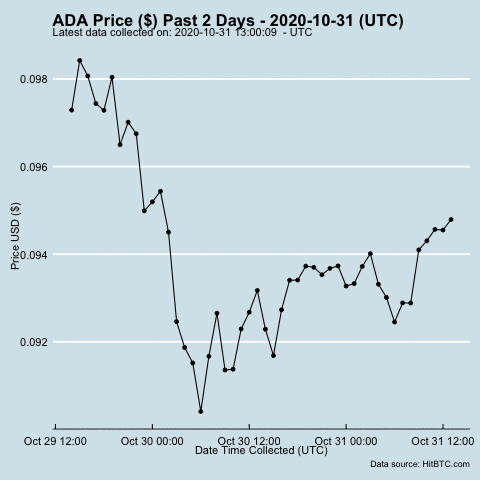 ADA Price ($) Past 2 Days - 2020-10-31 (UTC)
Latest data collected on: 2020-10-31 13:00:09  - UTC
0.098
0.096
0.094
0.092
Price USD ($)
Oct 29 12:00 Oct 30 00:00 Oct 30 12:00 Oct 31 00:00 Oct 31 12:00
Date Time Collected (UTC)
Data source: HitBTC.com